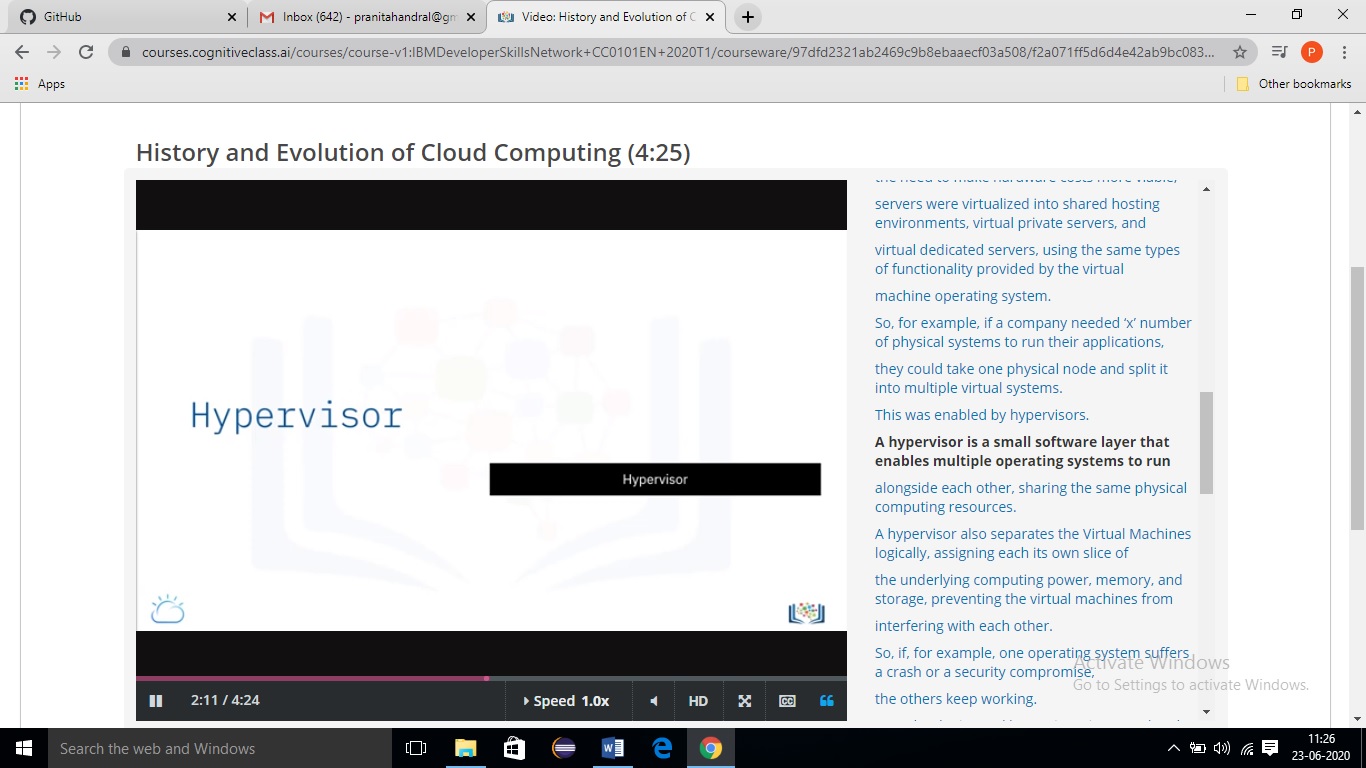 GitHub
Inbox (642) - pranitahandral@gm
Video: History and Evolution of C
courses.cognitiveclass.ai/courses/course-v1:IBMDeveloperSkillsNetwork+CC0101EN+2020T1/courseware/97dfd2321ab2469c9b8ebaaecf03a508/f2a071ff5d6d4e42ab9bc083...
P
Apps
Other bookmarks
History and Evolution of Cloud Computing (4:25)
the need to make hardware costs more viable,
servers were virtualized into shared hosting
environments, virtual private servers, and
virtual dedicated servers, using the same types
of functionality provided by the virtual
machine operating system.
So, for example, if a company needed ‘x’ number
of physical systems to run their applications,
they could take one physical node and split it
into multiple virtual systems.
This was enabled by hypervisors.
A hypervisor is a small software layer that
enables multiple operating systems to run
alongside each other, sharing the same physical
computing resources.
A hypervisor also separates the Virtual Machines
logically, assigning each its own slice of
the underlying computing power, memory, and
storage, preventing the virtual machines from
interfering with each other.
So, if, for example, one operating system suffers
a crash or a security compromise,
the others keep working.
Hypervisor
Hypervisor
2:11 / 4:24
Speed 1.0x
HD
CC
Activate Windows
Go to Settings to activate Windows.
Search the web and Windows
11:26
23-06-2020